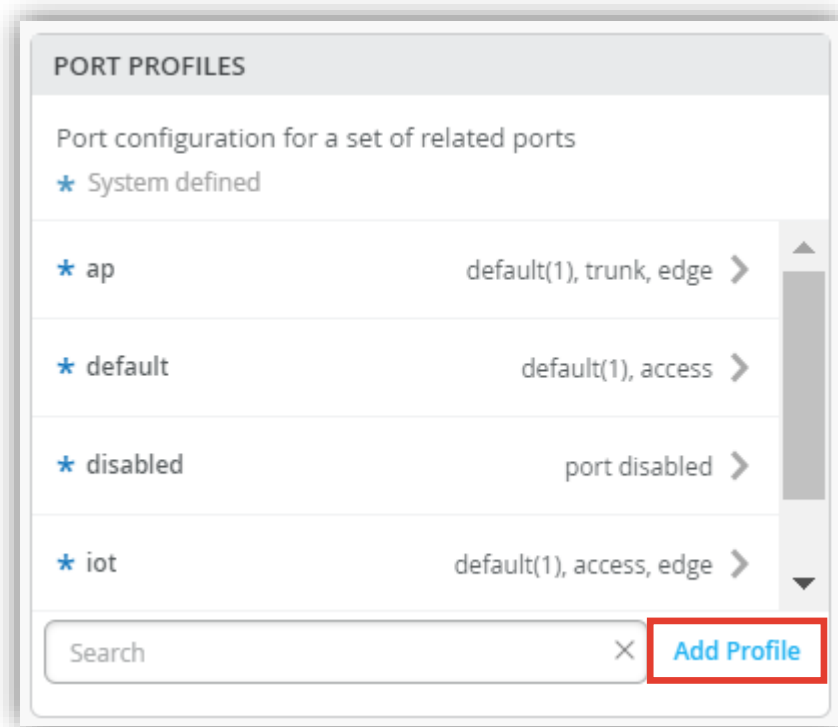 PORT PROFILES
Port configuration for a set of related ports
* System defined
* ap default(1), trunk, edge
* default default(1), access
* disabled port disabled
* iot default(1), access, edge
Search Add Profile